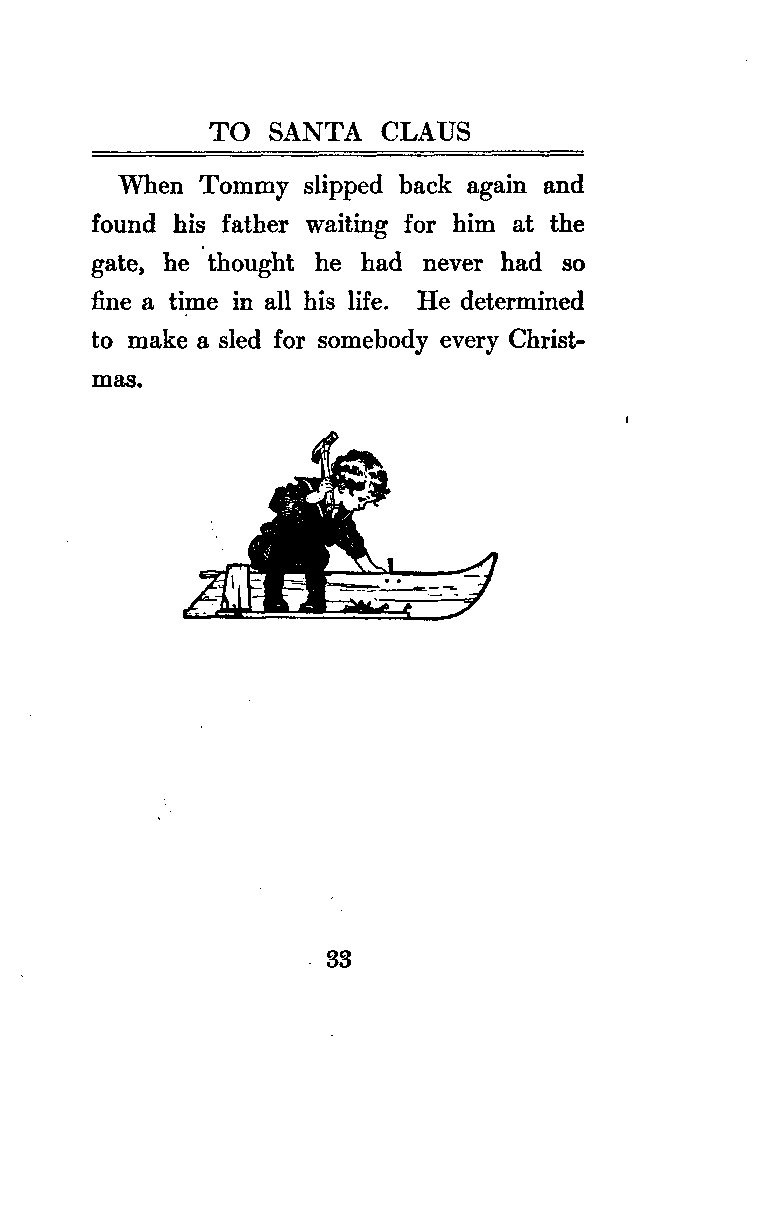 TO SANTA CLAUS
When Tommy slipped back again and
found his father waiting for him at the
gate, he thought he had never had so
fine a time in all his life. He determined
to make a sled for somebody every Christ-
mas.
33